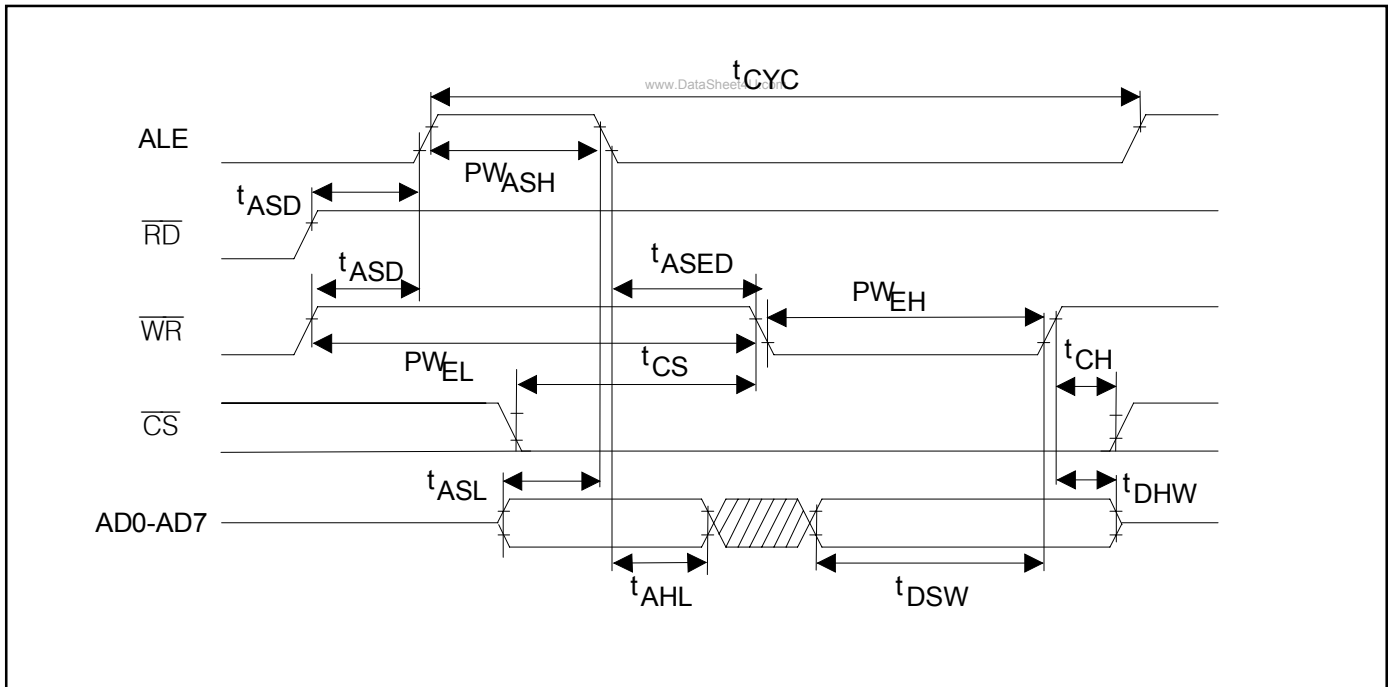 tCYC
www.DataSheet4U.com
ALE
PWASH
tASD
RD
tASD
tASED
PWEH
WR
PWEL
tCS
tCH
CS
tASL
tDHW
AD0-AD7
tAHL
tDSW